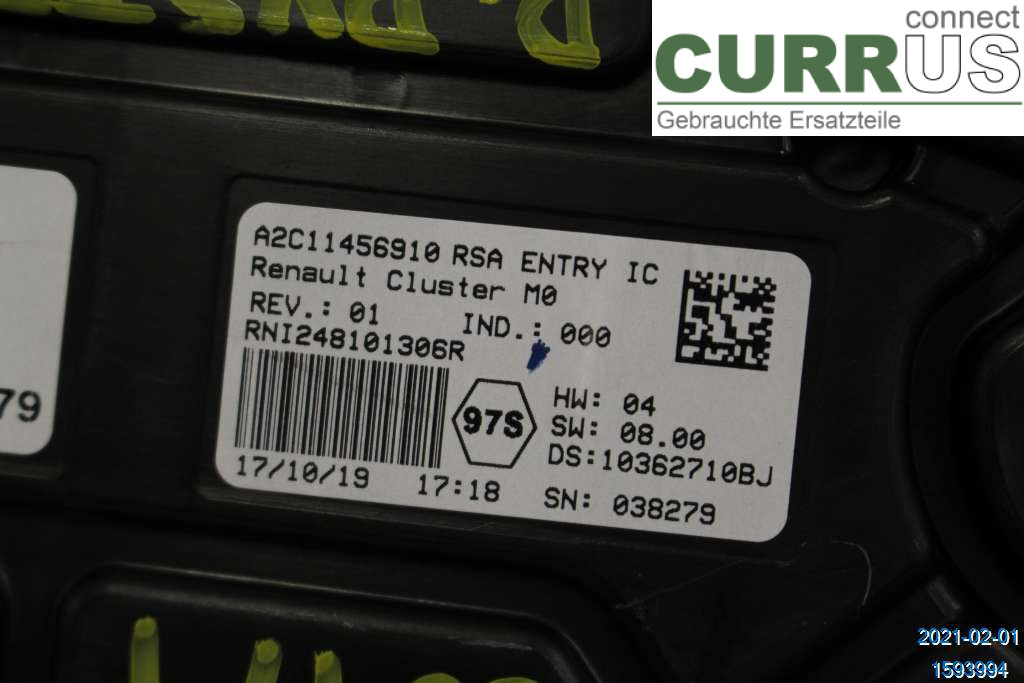 connect
CURRUS
Gebrauchte Ersatzteile
A2C11456910 RSA ENTRY IC
Renault Cluster M0
REV.: 01 IND.: 000
RNI248101306R
97S
HW: 04
SW: 08.00
DS:10362710BJ
17/10/19 17:18 SN: 038279
79
2021-02-01
1593994